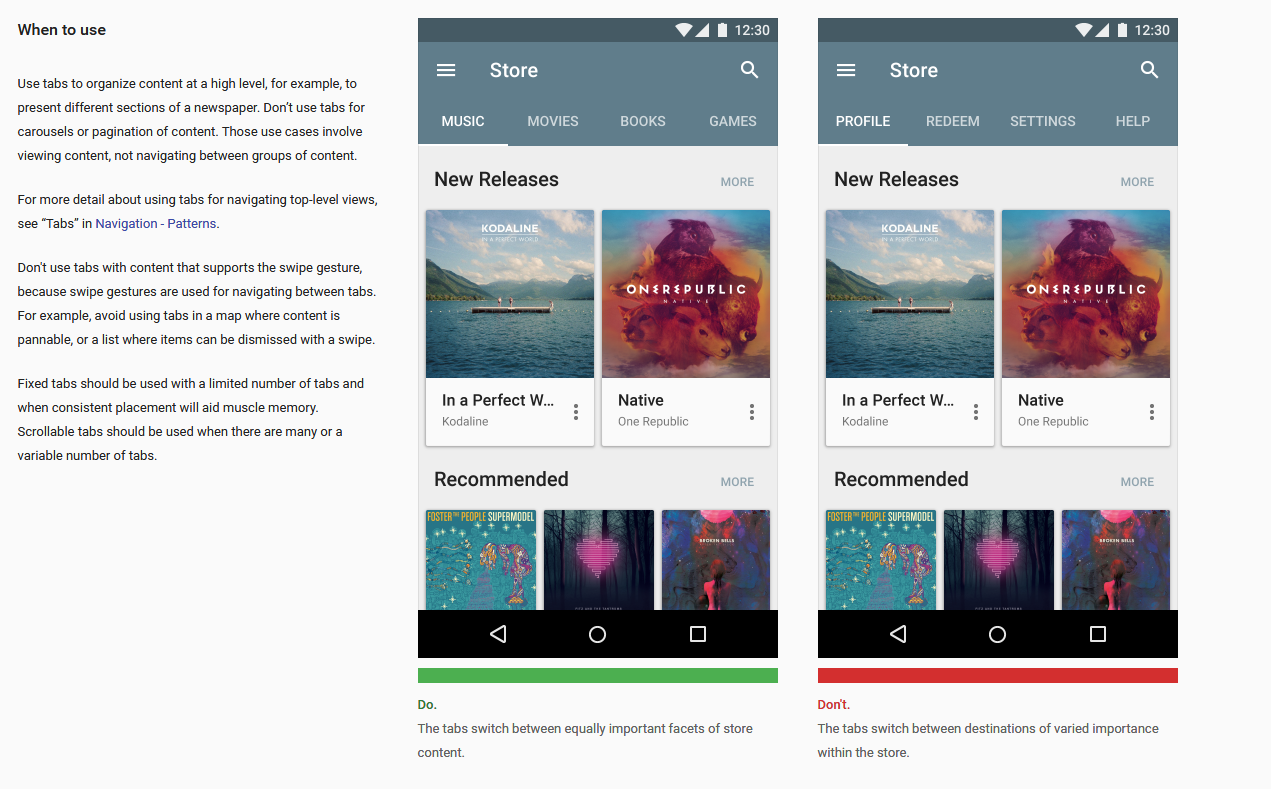 When to use
Use tabs to organize content at a high level, for example, to
present different sections of a newspaper. Don’t use tabs for
carousels or pagination of content. Those use cases involve
viewing content, not navigating between groups of content.
For more detail about using tabs for navigating top-level views,
see “Tabs” in Navigation - Patterns.
Don't use tabs with content that supports the swipe gesture,
because swipe gestures are used for navigating between tabs.
For example, avoid using tabs in a map where content is
pannable, or a list where items can be dismissed with a swipe.
Fixed tabs should be used with a limited number of tabs and
when consistent placement will aid muscle memory.
Scrollable tabs should be used when there are many or a
variable number of tabs.
12:30
Store
MUSIC MOVIES BOOKS GAMES
New Releases MORE
KODALINE
IN A PERFECT WORLD
ONEREPUBLIC
NATIVE
In a Perfect W...
Kodaline
Native
One Republic
Recommended MORE
FOSTER THE PEOPLE SUPERMODEL
FITZ AND THE TANTRUMS
BROKEN BELLS
Do.
The tabs switch between equally important facets of store
content.
12:30
Store
PROFILE REDEEM SETTINGS HELP
New Releases MORE
KODALINE
IN A PERFECT WORLD
ONEREPUBLIC
NATIVE
In a Perfect W...
Kodaline
Native
One Republic
Recommended MORE
FOSTER THE PEOPLE SUPERMODEL
FITZ AND THE TANTRUMS
BROKEN BELLS
Don't.
The tabs switch between destinations of varied importance
within the store.